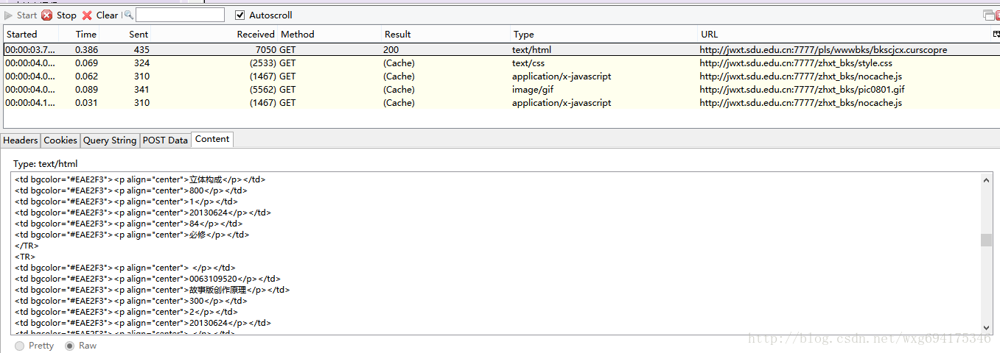 Start Stop Clear Autoscroll
Started Time Sent Received Method Result Type URL
00:00:03.7... 0.386 435 7050 GET 200 text/html http://jwxt.sdu.edu.cn:7777/pls/wwwbks/bkscjcx.curscopre
00:00:04.0... 0.069 324 (2533) GET (Cache) text/css http://jwxt.sdu.edu.cn:7777/zhxt_bks/style.css
00:00:04.0... 0.062 310 (1467) GET (Cache) application/x-javascript http://jwxt.sdu.edu.cn:7777/zhxt_bks/nocache.js
00:00:04.0... 0.089 341 (5562) GET (Cache) image/gif http://jwxt.sdu.edu.cn:7777/zhxt_bks/pic0801.gif
00:00:04.1... 0.031 310 (1467) GET (Cache) application/x-javascript http://jwxt.sdu.edu.cn:7777/zhxt_bks/nocache.js
Headers Cookies Query String POST Data Content
Type: text/html
<td bgcolor="#EAE2F3"><p align="center">立体构成</p></td>
<td bgcolor="#EAE2F3"><p align="center">800</p></td>
<td bgcolor="#EAE2F3"><p align="center">1</p></td>
<td bgcolor="#EAE2F3"><p align="center">20130624</p></td>
<td bgcolor="#EAE2F3"><p align="center">84</p></td>
<td bgcolor="#EAE2F3"><p align="center">必修</p></td>
</TR>
<TR>
<td bgcolor="#EAE2F3"><p align="center"> </p></td>
<td bgcolor="#EAE2F3"><p align="center">0063109520</p></td>
<td bgcolor="#EAE2F3"><p align="center">故事版创作原理</p></td>
<td bgcolor="#EAE2F3"><p align="center">300</p></td>
<td bgcolor="#EAE2F3"><p align="center">2</p></td>
<td bgcolor="#EAE2F3"><p align="center">20130624</p></td>
Pretty Raw
http://blog.csdn.net/wxg694175346